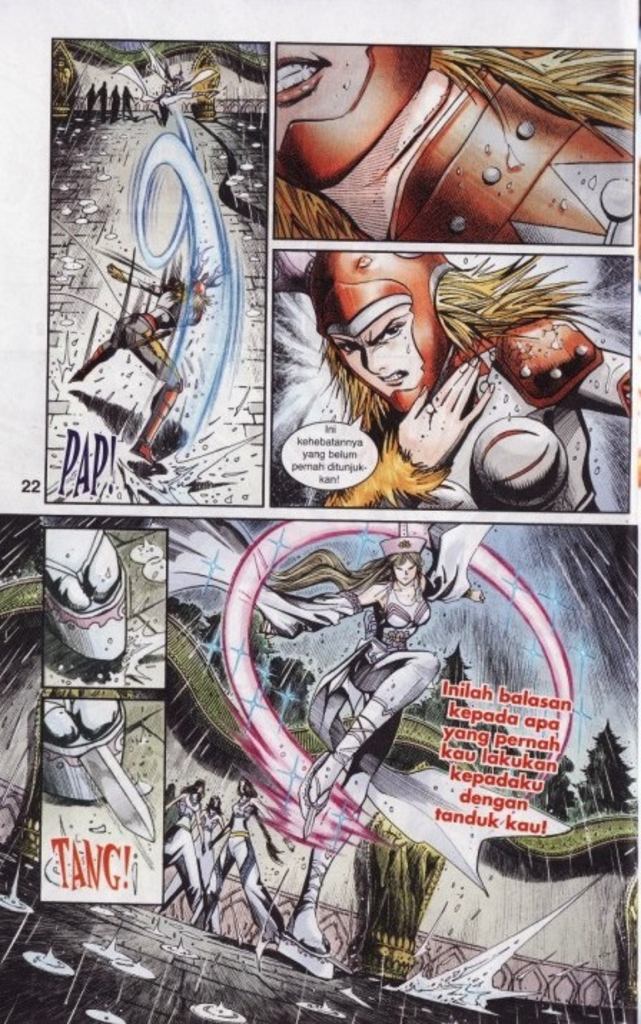 PAP!
Ini
kehebatannya
yang belum
pernah ditunjuk-
kan!
22
TANG!
Inilah balasan
kepada apa
yang pernah
kau lakukan
kepadaku
dengan
tanduk kau!